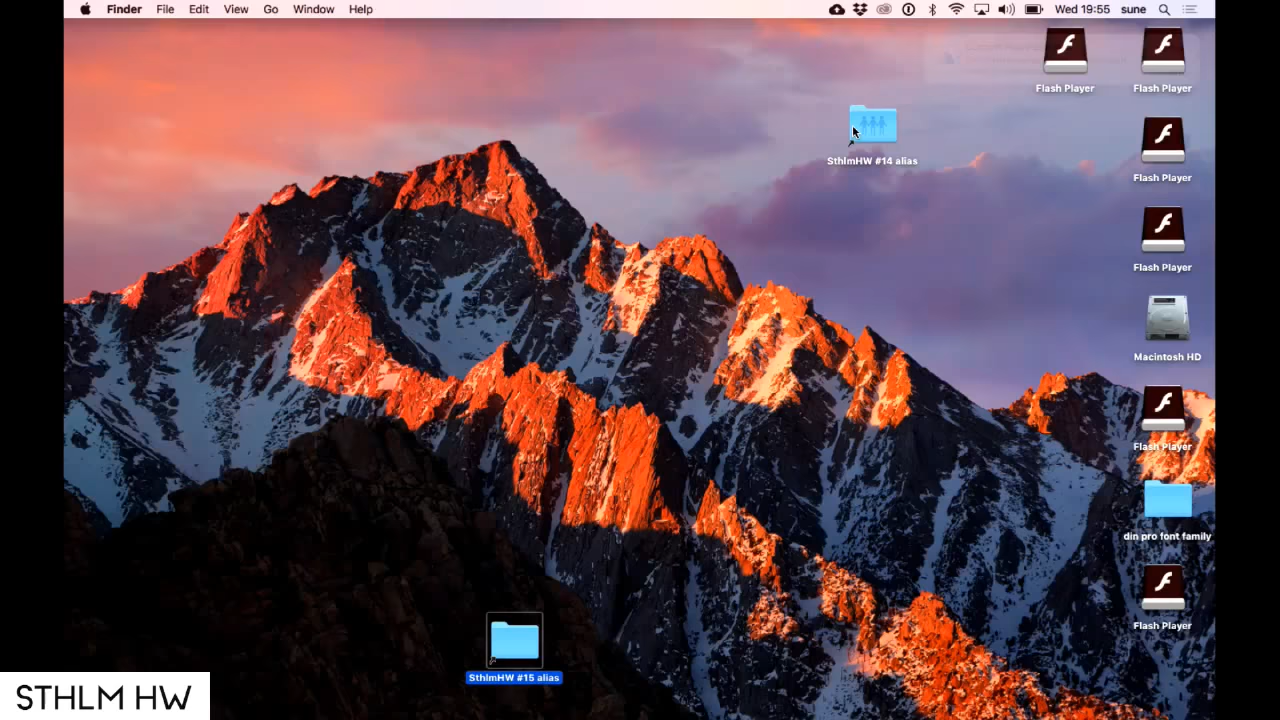 Finder File Edit View Go Window Help
Wed 19:55 sune
Flash Player
Flash Player
SthlmHW #14 alias
Flash Player
Flash Player
Macintosh HD
Flash Player
din pro font family
Flash Player
SthlmHW #15 alias
STHLM HW